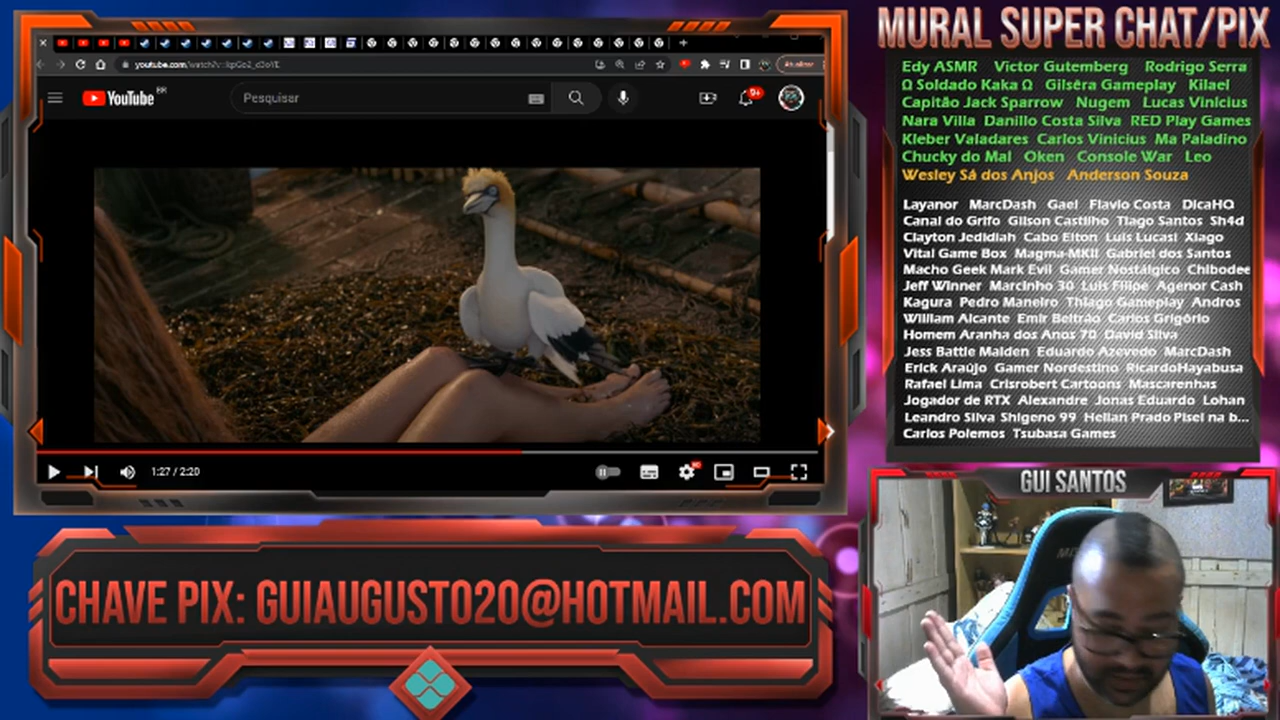 youtube.com/watch?v=
Atualizar
YouTube BR
Pesquisar
9+
1:27 / 2:20
CHAVE PIX: GUIAUGUSTO20@HOTMAIL.COM
MURAL SUPER CHAT/PIX
Edy ASMR Victor Gutemberg Rodrigo Serra
Ω Soldado Kaka Ω Gilsêra Gameplay Kilael
Capitão Jack Sparrow Nugem Lucas Vinícius
Nara Villa Danillo Costa Silva RED Play Games
Kleber Valadares Carlos Vinicius Ma Paladino
Chucky do Mal Oken Console War Leo
Wesley Sá dos Anjos Anderson Souza
Layanor MarcDash Gael Flavio Costa DicaHQ
Canal do Grifo Gilson Castilho Tiago Santos Sh4d
Clayton Jedidiah Cabo Elton Luis Lucasi Xiago
Vital Game Box Magma-MKII Gabriel dos Santos
Macho Geek Mark Evil Gamer Nostálgico Chibodee
Jeff Winner Marcinho 30 Luis Filipe Agenor Cash
Kagura Pedro Maneiro Thiago Gameplay Andros
William Alcante Emir Beltrão Carlos Grigório
Homem Aranha dos Anos 70 David Silva
Jess Battle Maiden Eduardo Azevedo MarcDash
Erick Araújo Gamer Nordestino RicardoHayabusa
Rafael Lima Crisrobert Cartoons Mascarenhas
Jogador de RTX Alexandre Jonas Eduardo Lohan
Leandro Silva Shigeno 99 Hellan Prado Pisei na b...
Carlos Polemos Tsubasa Games
GUI SANTOS